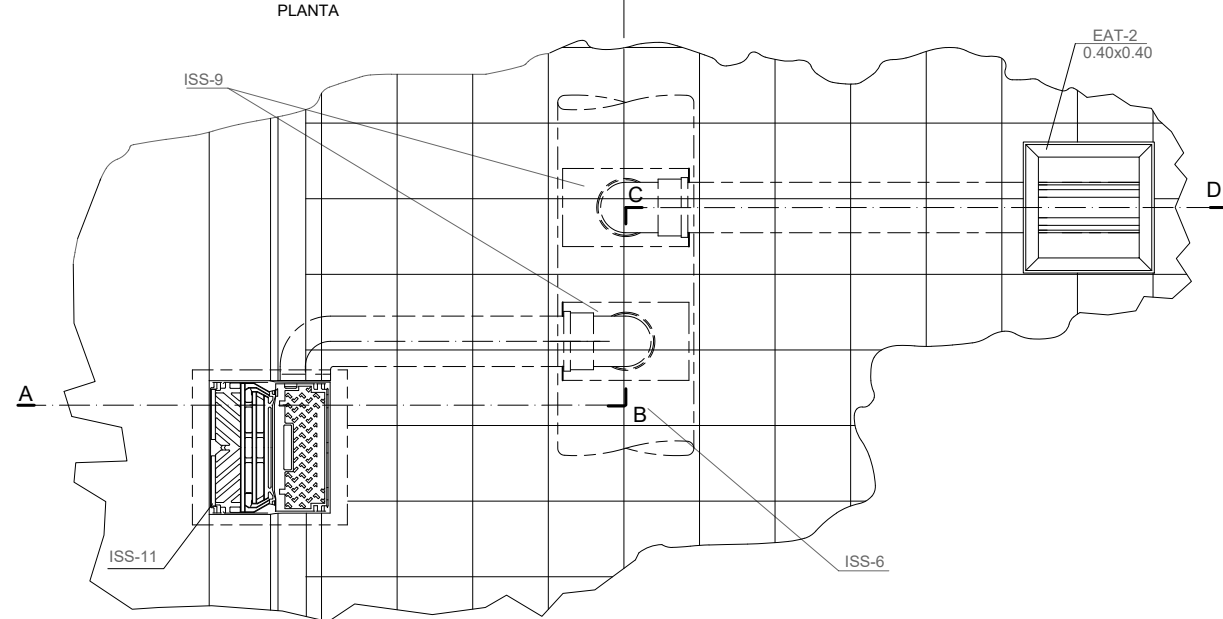 PLANTA
EAT-2
0.40x0.40
ISS-9
C
D
A
B
ISS-11
ISS-6